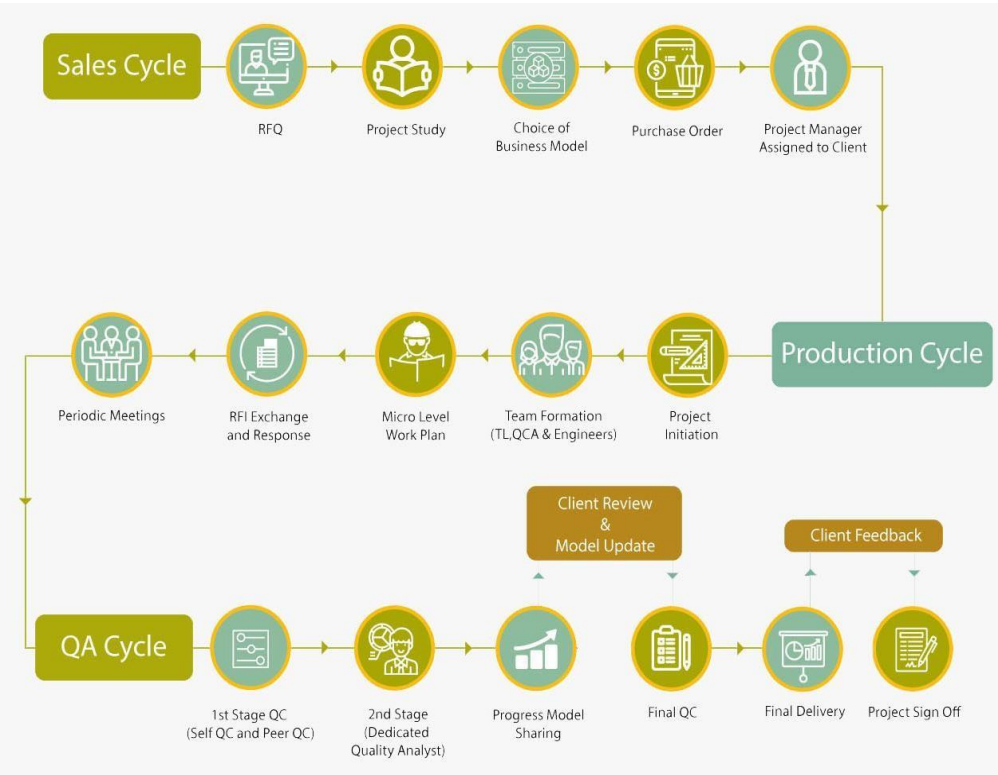 Sales Cycle
RFQ
Project Study
Choice of
Business Model
Purchase Order
Project Manager
Assigned to Client
Production Cycle
Project
Initiation
Team Formation
(TL,QCA & Engineers)
Micro Level
Work Plan
RFI Exchange
and Response
Periodic Meetings
QA Cycle
1st Stage QC
(Self QC and Peer QC)
2nd Stage
(Dedicated
Quality Analyst)
Progress Model
Sharing
Client Review
&
Model Update
Final QC
Final Delivery
Client Feedback
Project Sign Off